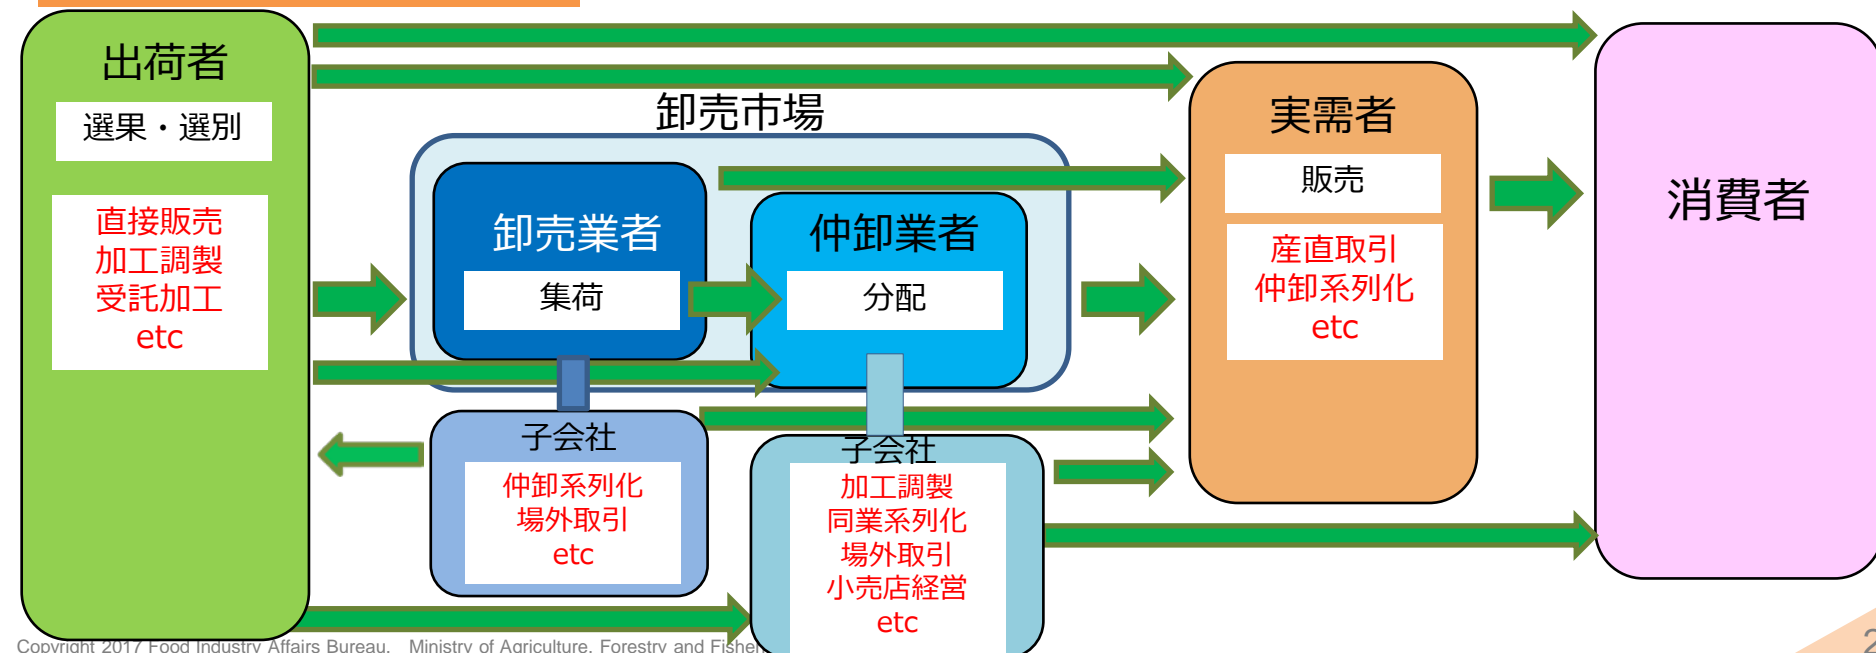 出荷者
選果・選別
直接販売
加工調製
受託加工
etc
卸売市場
卸売業者
集荷
仲卸業者
分配
子会社
仲卸系列化
場外取引
etc
子会社
加工調製
同業系列化
場外取引
小売店経営
etc
実需者
販売
産直取引
仲卸系列化
etc
消費者
Copyright 2017 Food Industry Affairs Bureau, Ministry of Agriculture, Forestry and
2